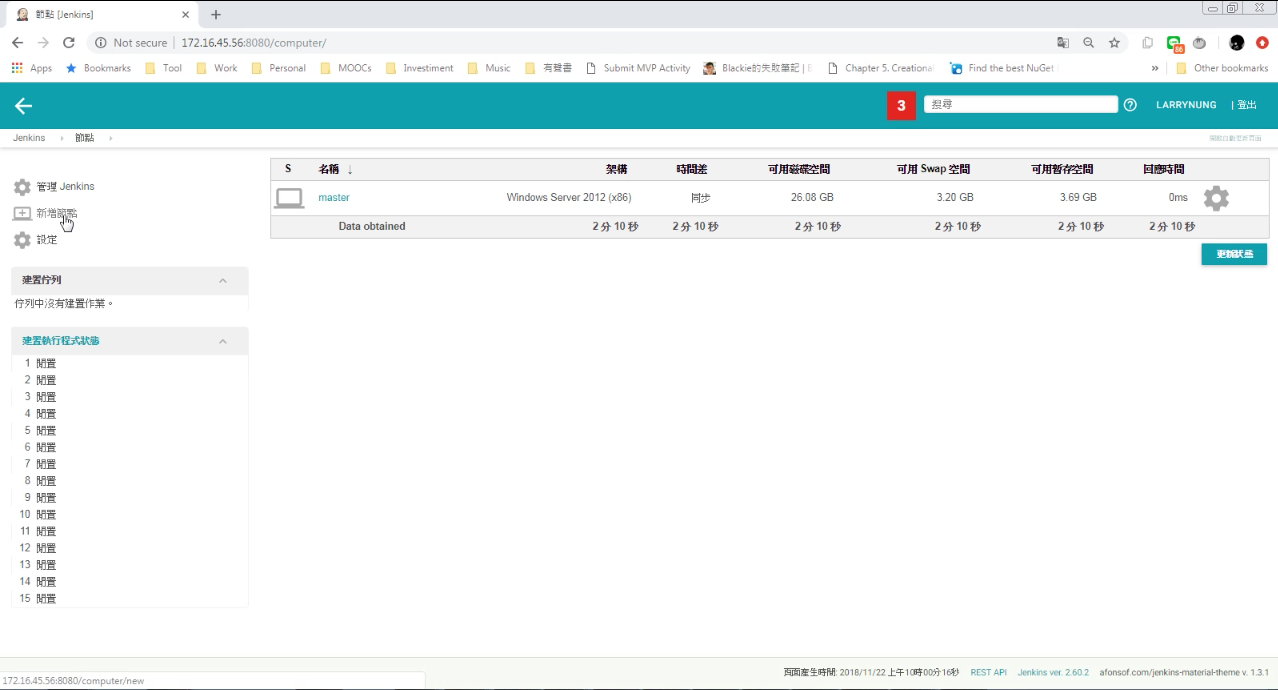 節點 [Jenkins]
Not secure 172.16.45.56:8080/computer/
86
Apps Bookmarks Tool Work Personal MOOCs Investiment Music 有聲書 Submit MVP Activity Blackie的失敗筆記 | Chapter 5. Creational Find the best NuGet » Other bookmarks
3 搜尋 LARRYNUNG | 登出
Jenkins › 節點 ›
管理 Jenkins
新增節點
設定
建置佇列
佇列中沒有建置作業。
建置執行程式狀態
1 閒置
2 閒置
3 閒置
4 閒置
5 閒置
6 閒置
7 閒置
8 閒置
9 閒置
10 閒置
11 閒置
12 閒置
13 閒置
14 閒置
15 閒置
S 名稱 ↓ 架構 時間差 可用磁碟空間 可用 Swap 空間 可用暫存空間 回應時間
master Windows Server 2012 (x86) 同步 26.08 GB 3.20 GB 3.69 GB 0ms
Data obtained 2 分 10 秒 2 分 10 秒 2 分 10 秒 2 分 10 秒 2 分 10 秒 2 分 10 秒
更新狀態
頁面產生時間: 2018/11/22 上午10時00分16秒 REST API Jenkins ver. 2.60.2 afonsof.com/jenkins-material-theme v. 1.3.1
172.16.45.56:8080/computer/new